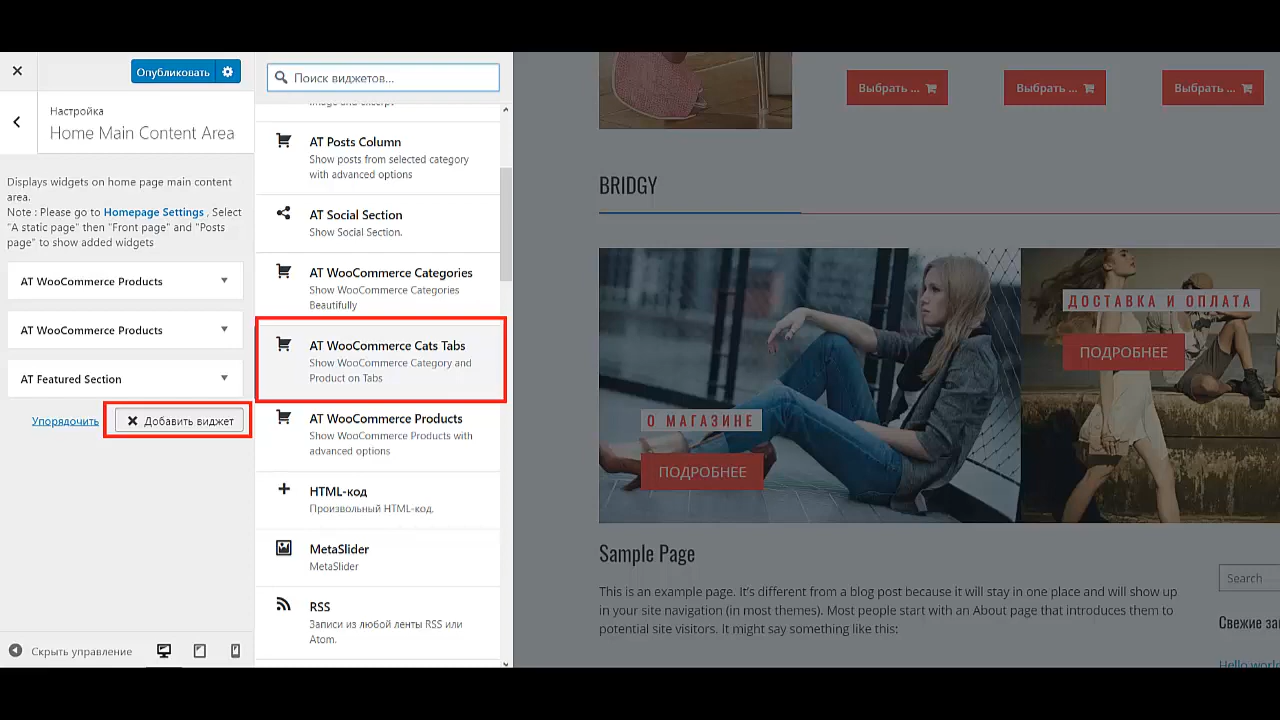 Опубликовать
Настройка
Home Main Content Area
Displays widgets on home page main content
area.
Note : Please go to Homepage Settings , Select
"A static page" then "Front page" and "Posts
page" to show added widgets
AT WooCommerce Products
AT WooCommerce Products
AT Featured Section
Упорядочить
Добавить виджет
Скрыть управление
Поиск виджетов...
image and excerpt
AT Posts Column
Show posts from selected category
with advanced options
AT Social Section
Show Social Section.
AT WooCommerce Categories
Show WooCommerce Categories
Beautifully
AT WooCommerce Cats Tabs
Show WooCommerce Category and
Product on Tabs
AT WooCommerce Products
Show WooCommerce Products with
advanced options
HTML-код
Произвольный HTML-код.
MetaSlider
MetaSlider
RSS
Записи из любой ленты RSS или
Atom.
Выбрать ...
Выбрать ...
Выбрать ...
BRIDGY
ДОСТАВКА И ОПЛАТА
ПОДРОБНЕЕ
О МАГАЗИНЕ
ПОДРОБНЕЕ
Sample Page
This is an example page. It's different from a blog post because it will stay in one place and will show up
in your site navigation (in most themes). Most people start with an About page that introduces them to
potential site visitors. It might say something like this:
Search
Свежие за
Hello world